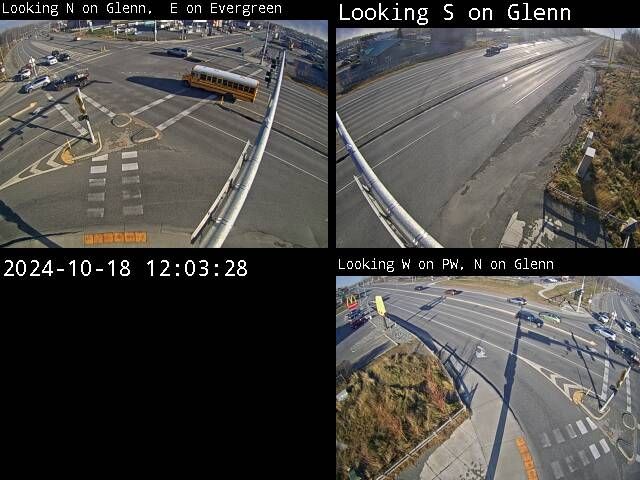 Looking N on Glenn,  E on Evergreen
Looking S on Glenn
2024-10-18 12:03:28
Looking W on PW, N on Glenn